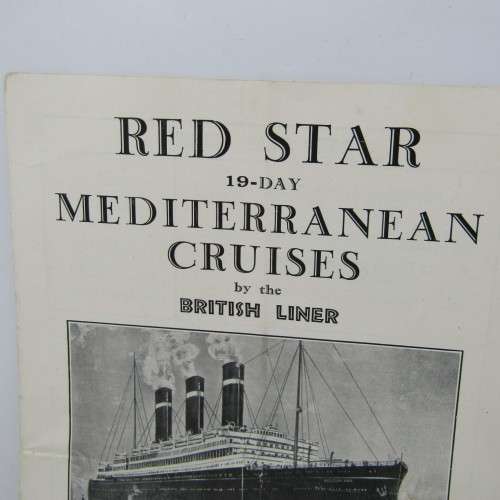 RED STAR
19-DAY
MEDITERRANEAN
CRUISES
by the
BRITISH LINER